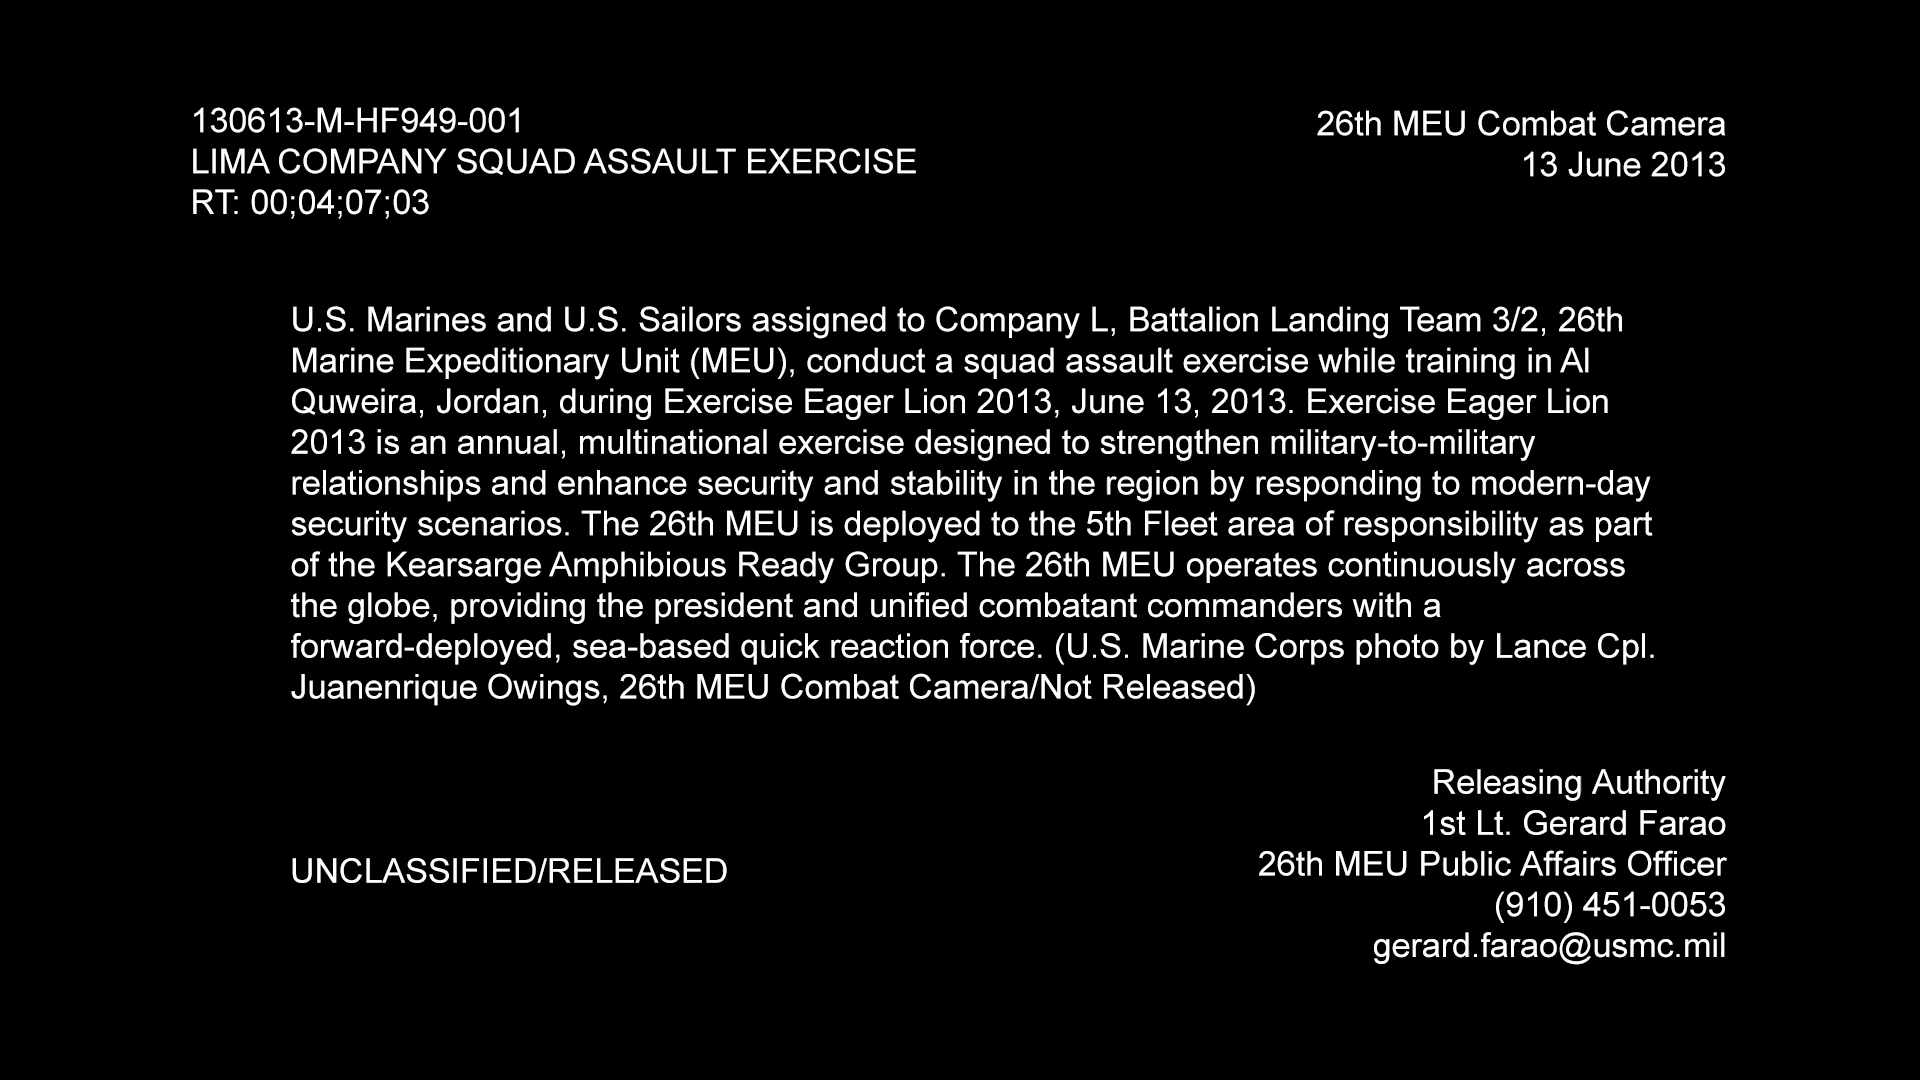 130613-M-HF949-001
LIMA COMPANY SQUAD ASSAULT EXERCISE
RT: 00;04;07;03
26th MEU Combat Camera
13 June 2013
U.S. Marines and U.S. Sailors assigned to Company L, Battalion Landing Team 3/2, 26th
Marine Expeditionary Unit (MEU), conduct a squad assault exercise while training in Al
Quweira, Jordan, during Exercise Eager Lion 2013, June 13, 2013. Exercise Eager Lion
2013 is an annual, multinational exercise designed to strengthen military-to-military
relationships and enhance security and stability in the region by responding to modern-day
security scenarios. The 26th MEU is deployed to the 5th Fleet area of responsibility as part
of the Kearsarge Amphibious Ready Group. The 26th MEU operates continuously across
the globe, providing the president and unified combatant commanders with a
forward-deployed, sea-based quick reaction force. (U.S. Marine Corps photo by Lance Cpl.
Juanenrique Owings, 26th MEU Combat Camera/Not Released)
UNCLASSIFIED/RELEASED
Releasing Authority
1st Lt. Gerard Farao
26th MEU Public Affairs Officer
(910) 451-0053
gerard.farao@usmc.mil